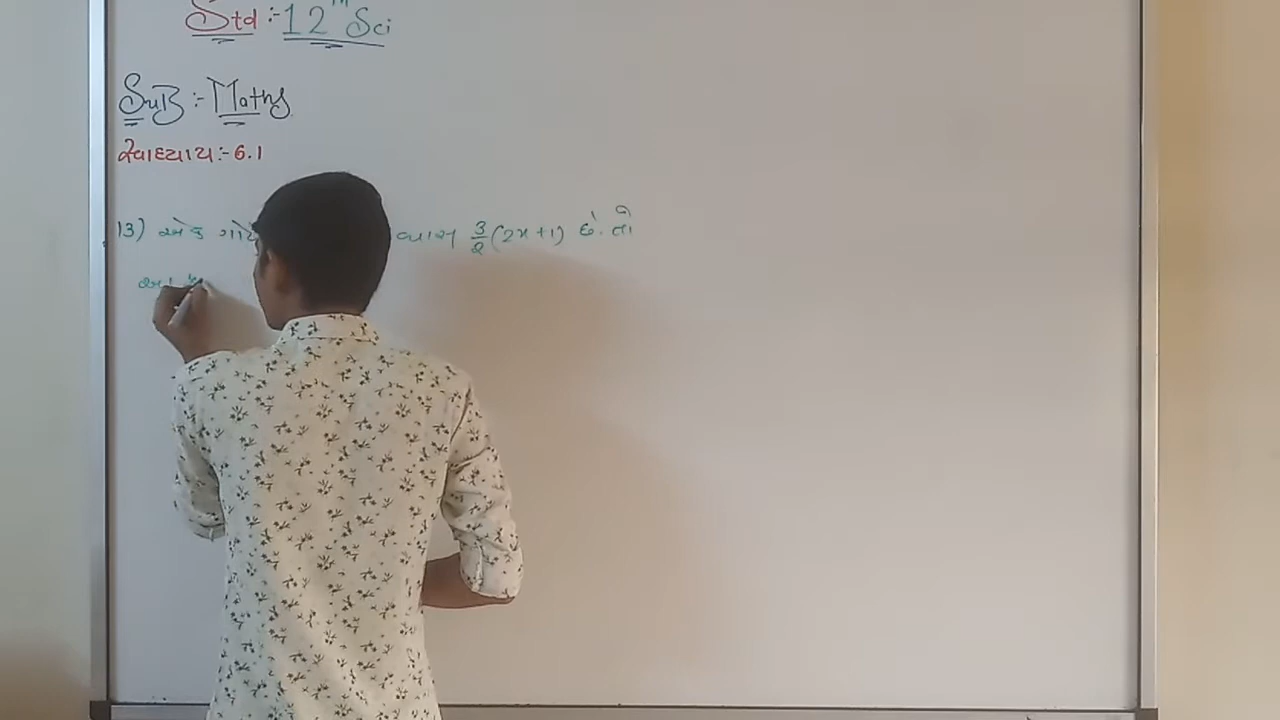 Std :- 12th Sci
SuB :- Maths
સ્વાધ્યાય :- 6.1
13) એક વ્યાસ 3/2 (2x + 1) છે. તો